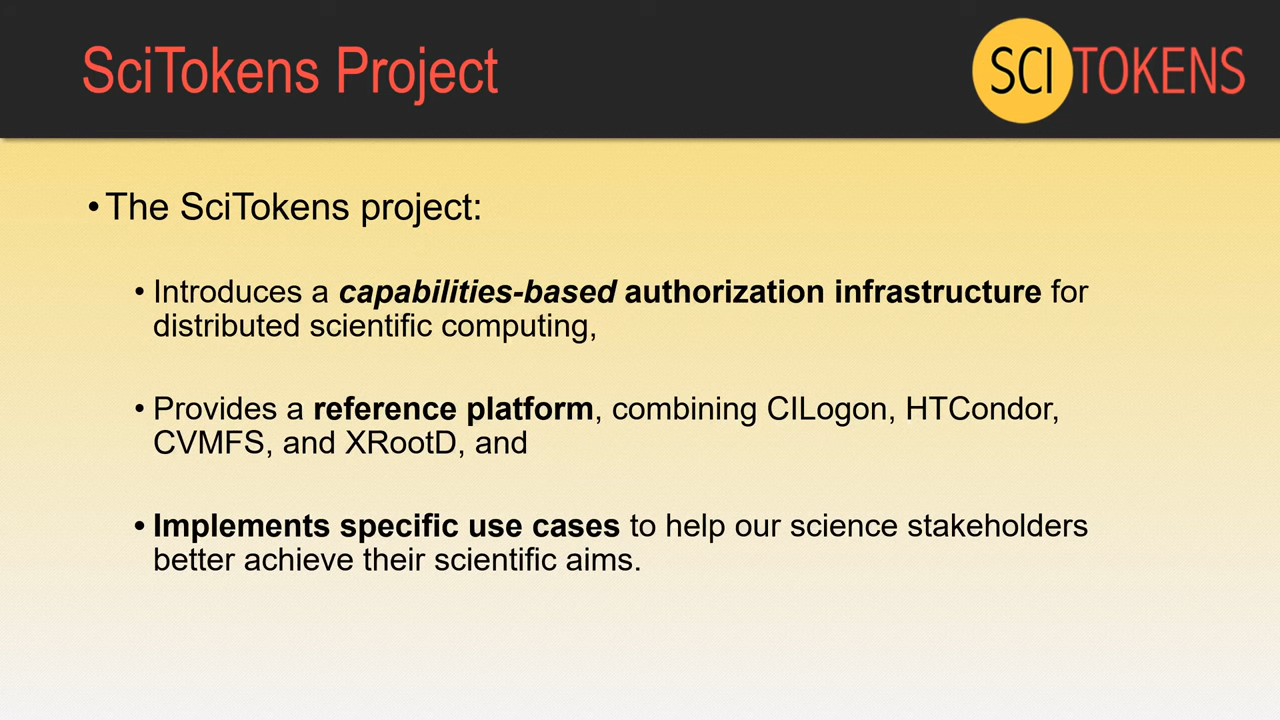 SciTokens Project
SCITOKENS
• The SciTokens project:
• Introduces a capabilities-based authorization infrastructure for
distributed scientific computing,
• Provides a reference platform, combining CILogon, HTCondor,
CVMFS, and XRootD, and
• Implements specific use cases to help our science stakeholders
better achieve their scientific aims.